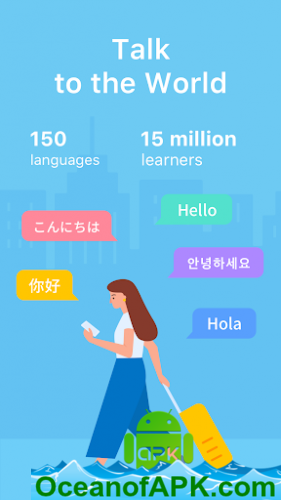 Talk
to the World
150
languages
15 million
learners
Hello
こんにちは
안녕하세요
你好
Hola
APK
OceanofAPK.com